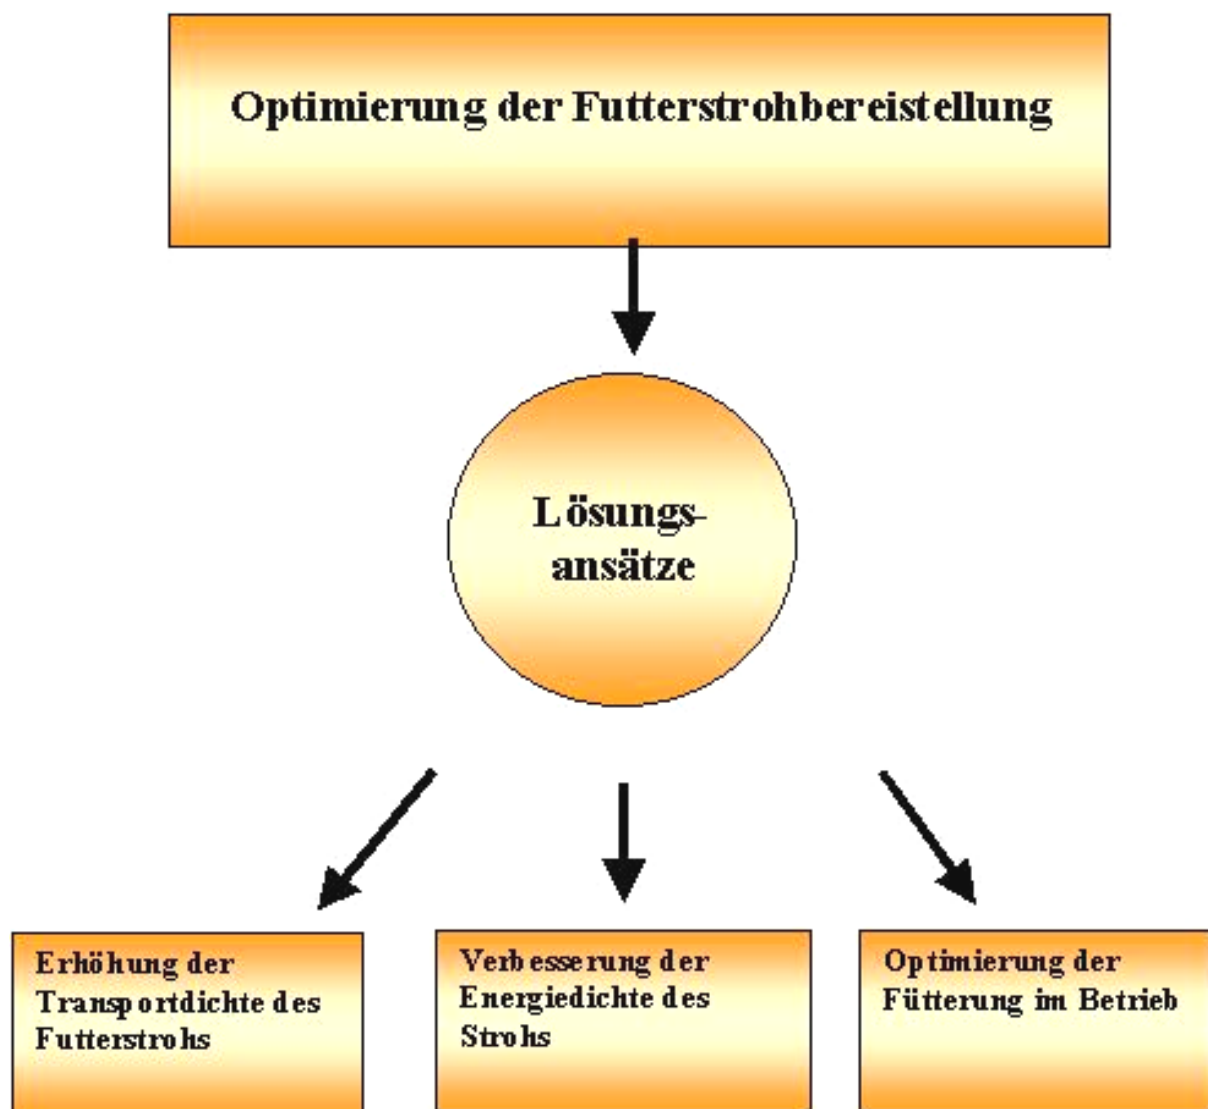 Optimierung der Futterstrohbereistellung
Lösungs-
ansätze
Erhöhung der
Transportdichte des
Futterstrohs
Verbesserung der
Energiedichte des
Strohs
Optimierung der
Fütterung im Betrieb